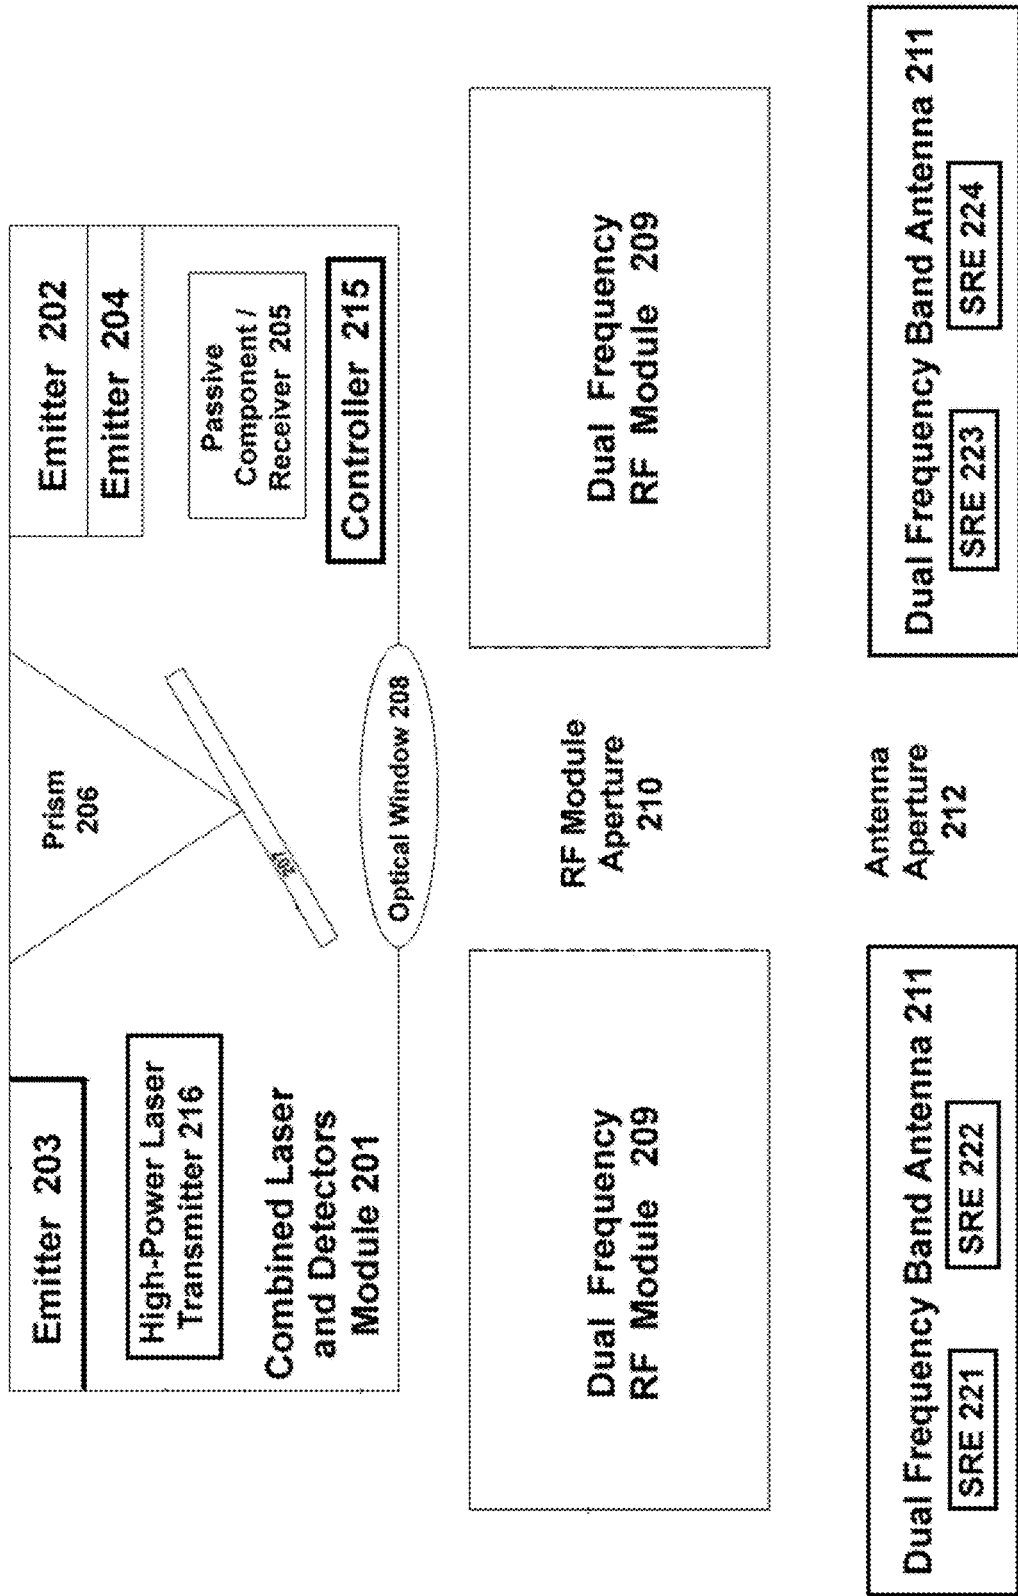 Emitter 203
High-Power Laser
Transmitter 216
Combined Laser
and Detectors
Module 201
Prism
206
Optical Window 208
Emitter 202
Emitter 204
Passive
Component /
Receiver 205
Controller 215
Dual Frequency
RF Module 209
RF Module
Aperture
210
Dual Frequency
RF Module 209
Dual Frequency Band Antenna 211
SRE 221
SRE 222
Antenna
Aperture
212
Dual Frequency Band Antenna 211
SRE 223
SRE 224